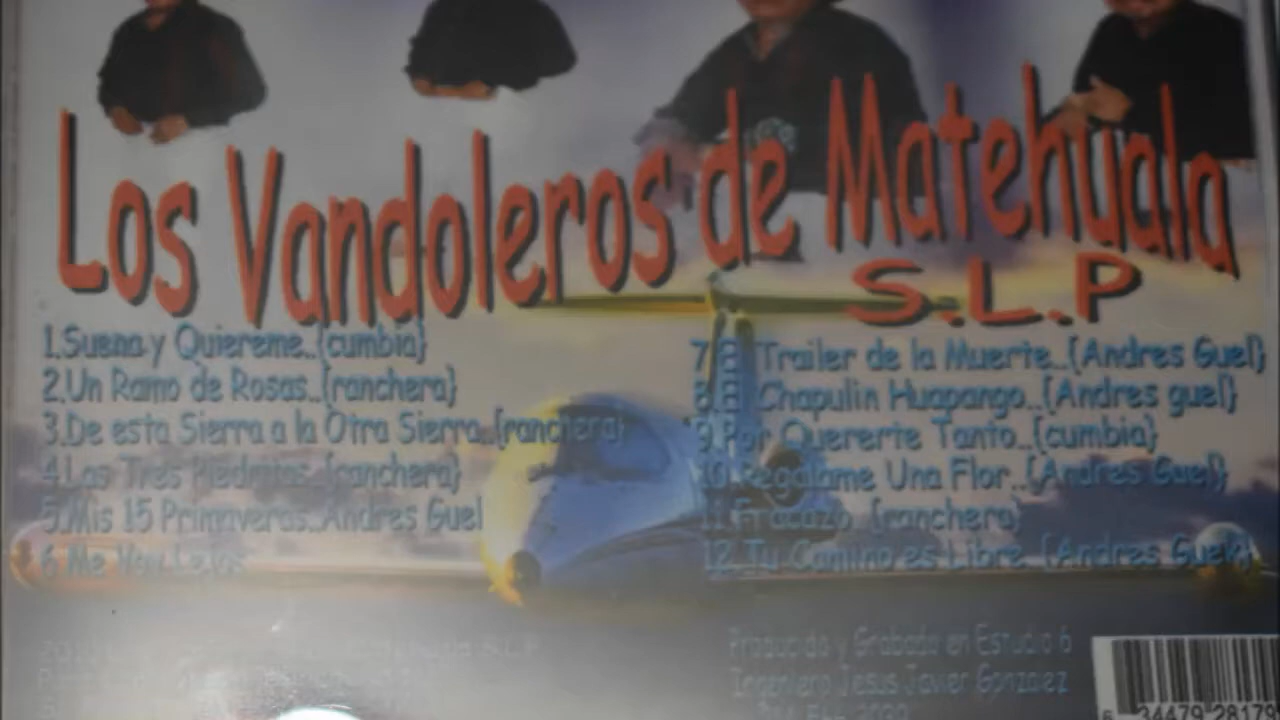 Los Vandoleros de Matehuala
S.L.P
1.Suena y Quiereme..{cumbia}
2.Un Ramo de Rosas..{ranchera}
3.De esta Sierra a la Otra Sierra..{ranchera}
4.Las Tres Piedritas..{ranchera}
5.Mis 15 Primaveras..Andres Guel
6.Me Voy Lejos
7.El Trailer de la Muerte..{Andres Guel}
8.El Chapulin Huapango..{Andres guel}
9.Por Quererte Tanto..{cumbia}
10.Regalame Una Flor..{Andres Guel}
11.Fracazo..{ranchera}
12.Tu Camino es Libre..{Andres Guel}
S.L.P
Producido y Grabado en Estudio 6
Ingeniero Jesus Javier Gonzalez
34479 28179